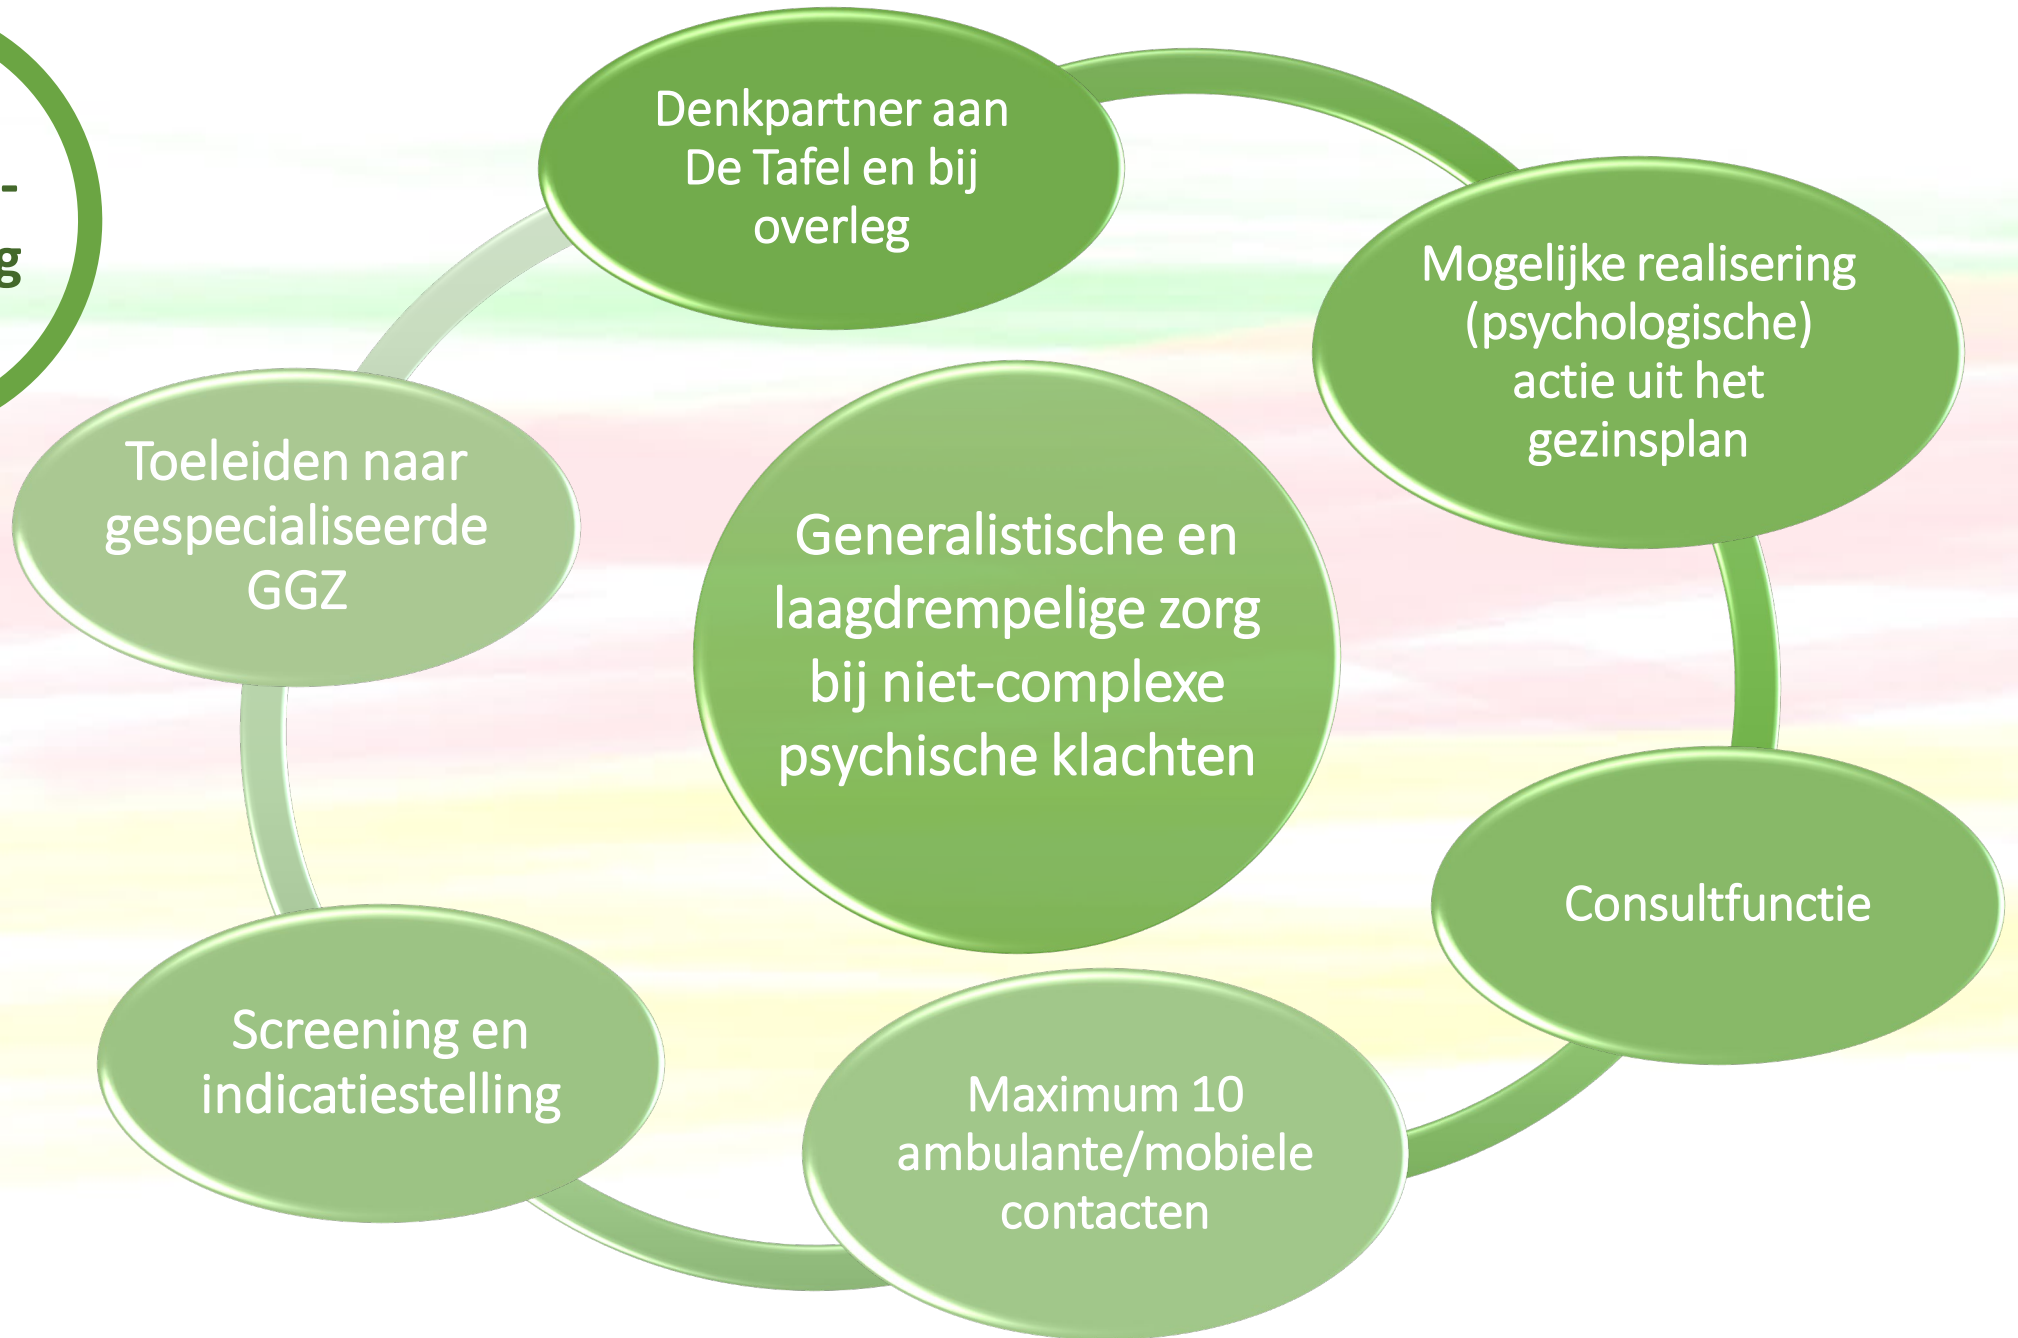 -
g
Denkpartner aan
De Tafel en bij
overleg
Mogelijke realisering
(psychologische)
actie uit het
gezinsplan
Consultfunctie
Maximum 10
ambulante/mobiele
contacten
Screening en
indicatiestelling
Toeleiden naar
gespecialiseerde
GGZ
Generalistische en
laagdrempelige zorg
bij niet-complexe
psychische klachten